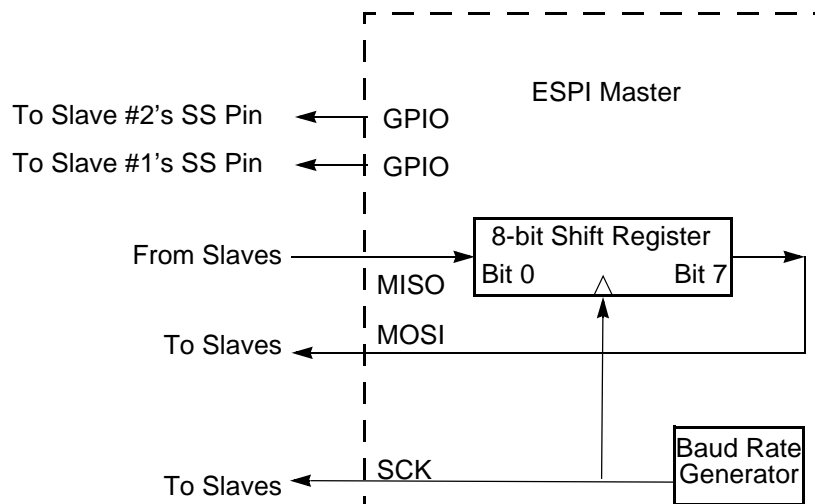 ESPI Master
To Slave #2's SS Pin
GPIO
To Slave #1's SS Pin
GPIO
8-bit Shift Register
From Slaves
Bit 0
Bit 7
MISO
MOSI
To Slaves
Baud Rate
Generator
SCK
To Slaves